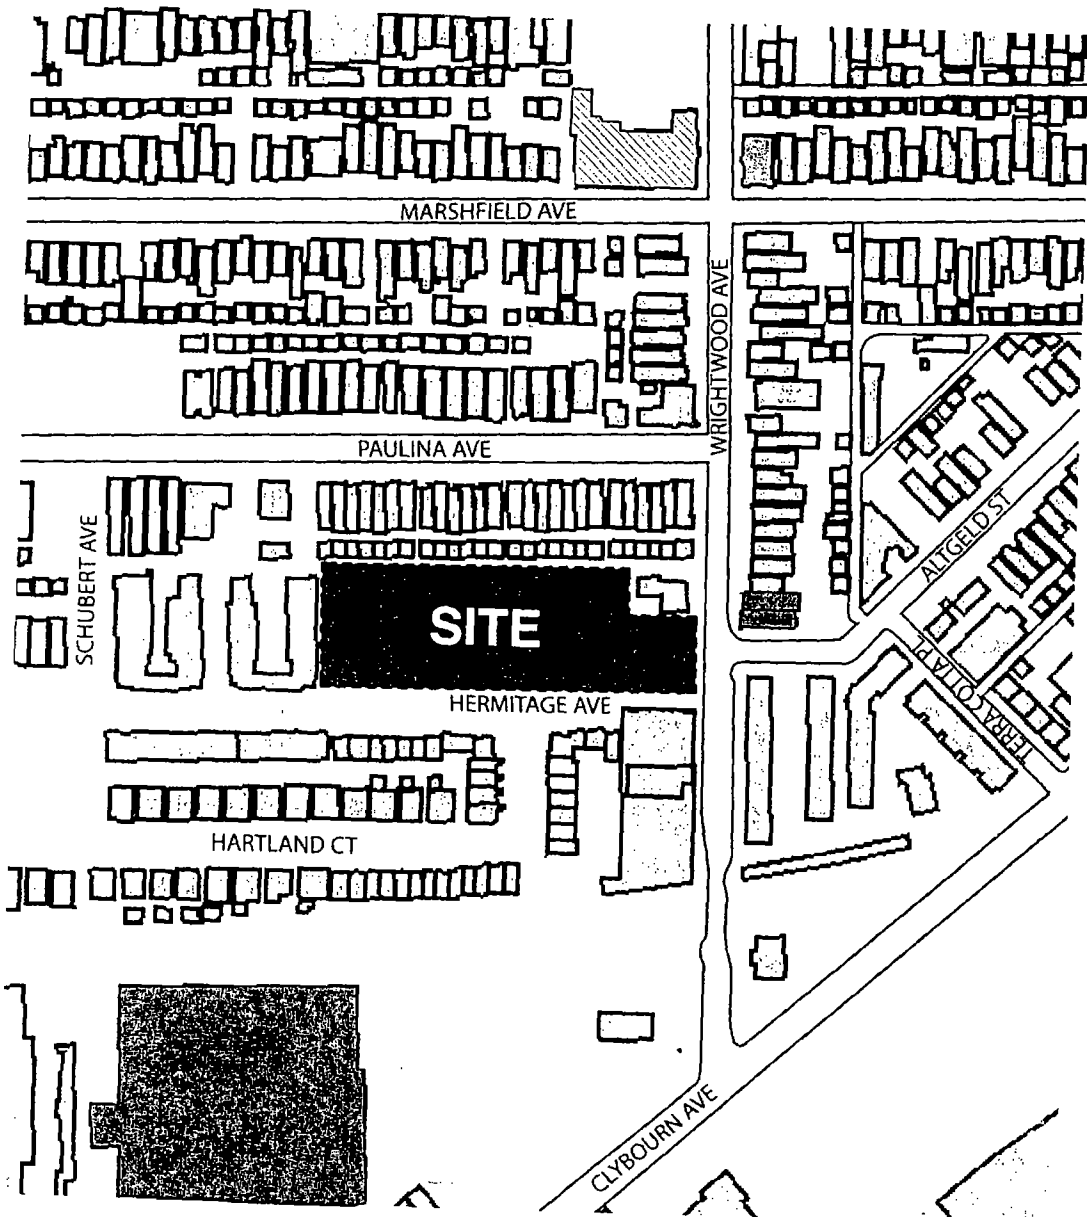 MARSHFIELD AVE
WRIGHTWOOD AVE
PAULINA AVE
ALTGELD ST
SCHUBERT AVE
SITE
TERRA COTTA PL
HERMITAGE AVE
HARTLAND CT
CLYBOURN AVE